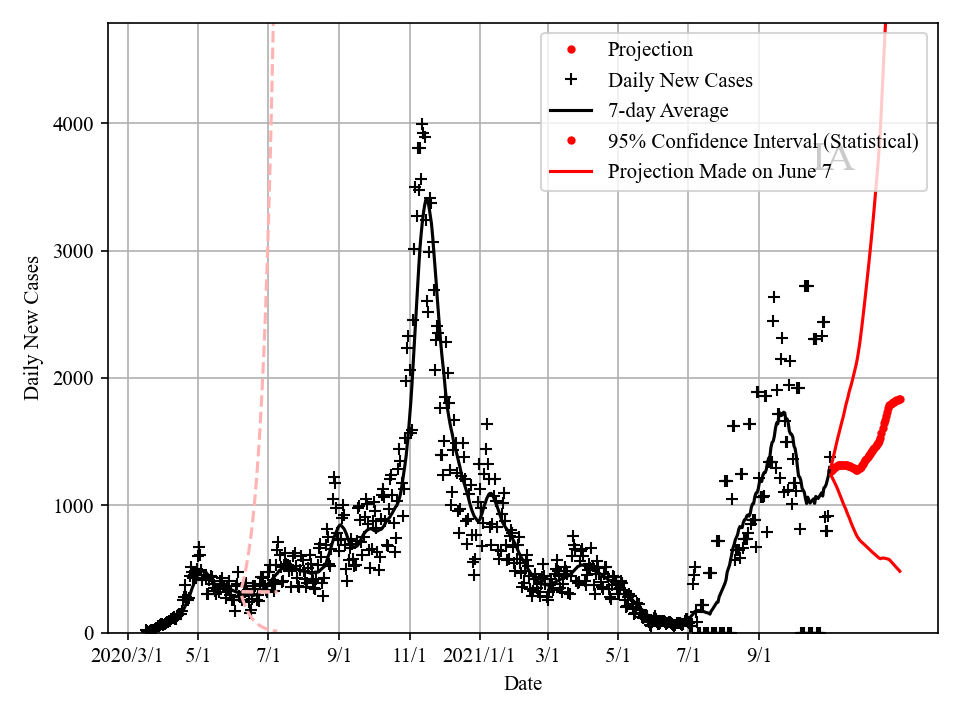 Projection
Daily New Cases
7-day Average
95% Confidence Interval (Statistical)
IA
Projection Made on June 7
4000
3000
2000
1000
0
Daily New Cases
2020/3/1 5/1 7/1 9/1 11/1 2021/1/1 3/1 5/1 7/1 9/1
Date